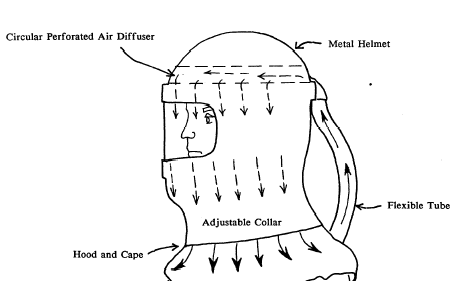 Circular Perforated Air Diffuser
Metal Helmet
Flexible Tube
Adjustable Collar
Hood and Cape